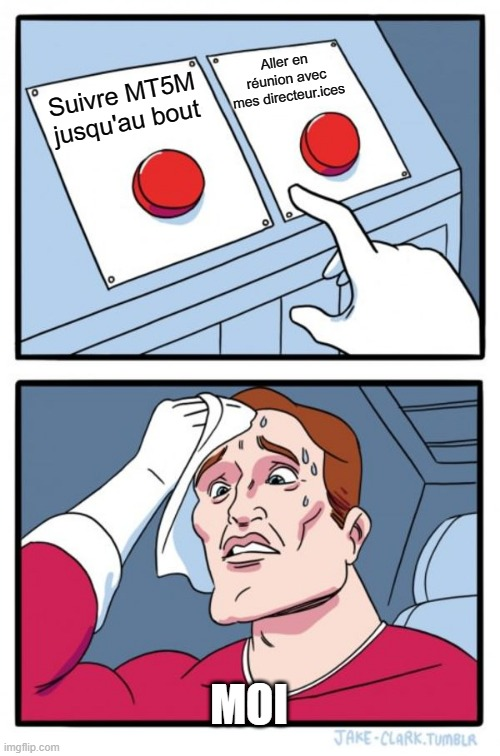 Suivre MT5M
jusqu'au bout
Aller en
réunion avec
mes directeur.ices
MOI
JAKE-CLARK.TUMBLR
imgflip.com